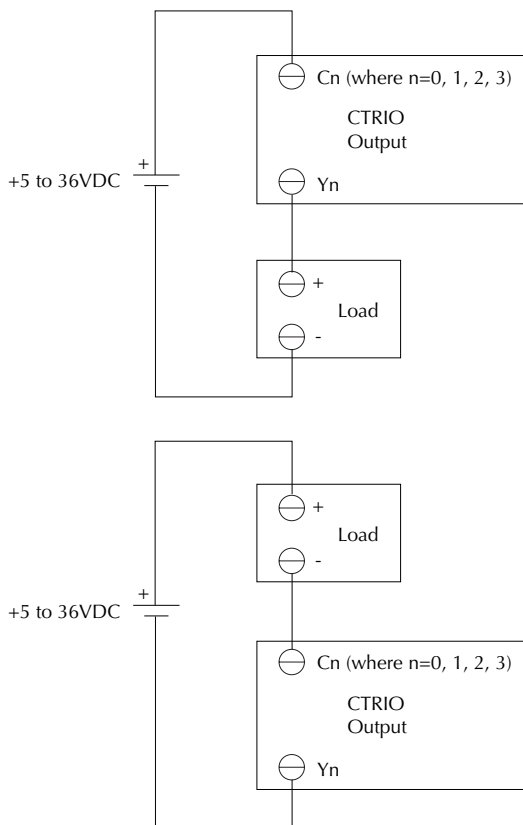 Cn (where n=0, 1, 2, 3)
CTRIO
Output
+
+5 to 36VDC
Yn
+
Load
-
+
Load
-
+
+5 to 36VDC
Cn (where n=0, 1, 2, 3)
CTRIO
Output
Yn